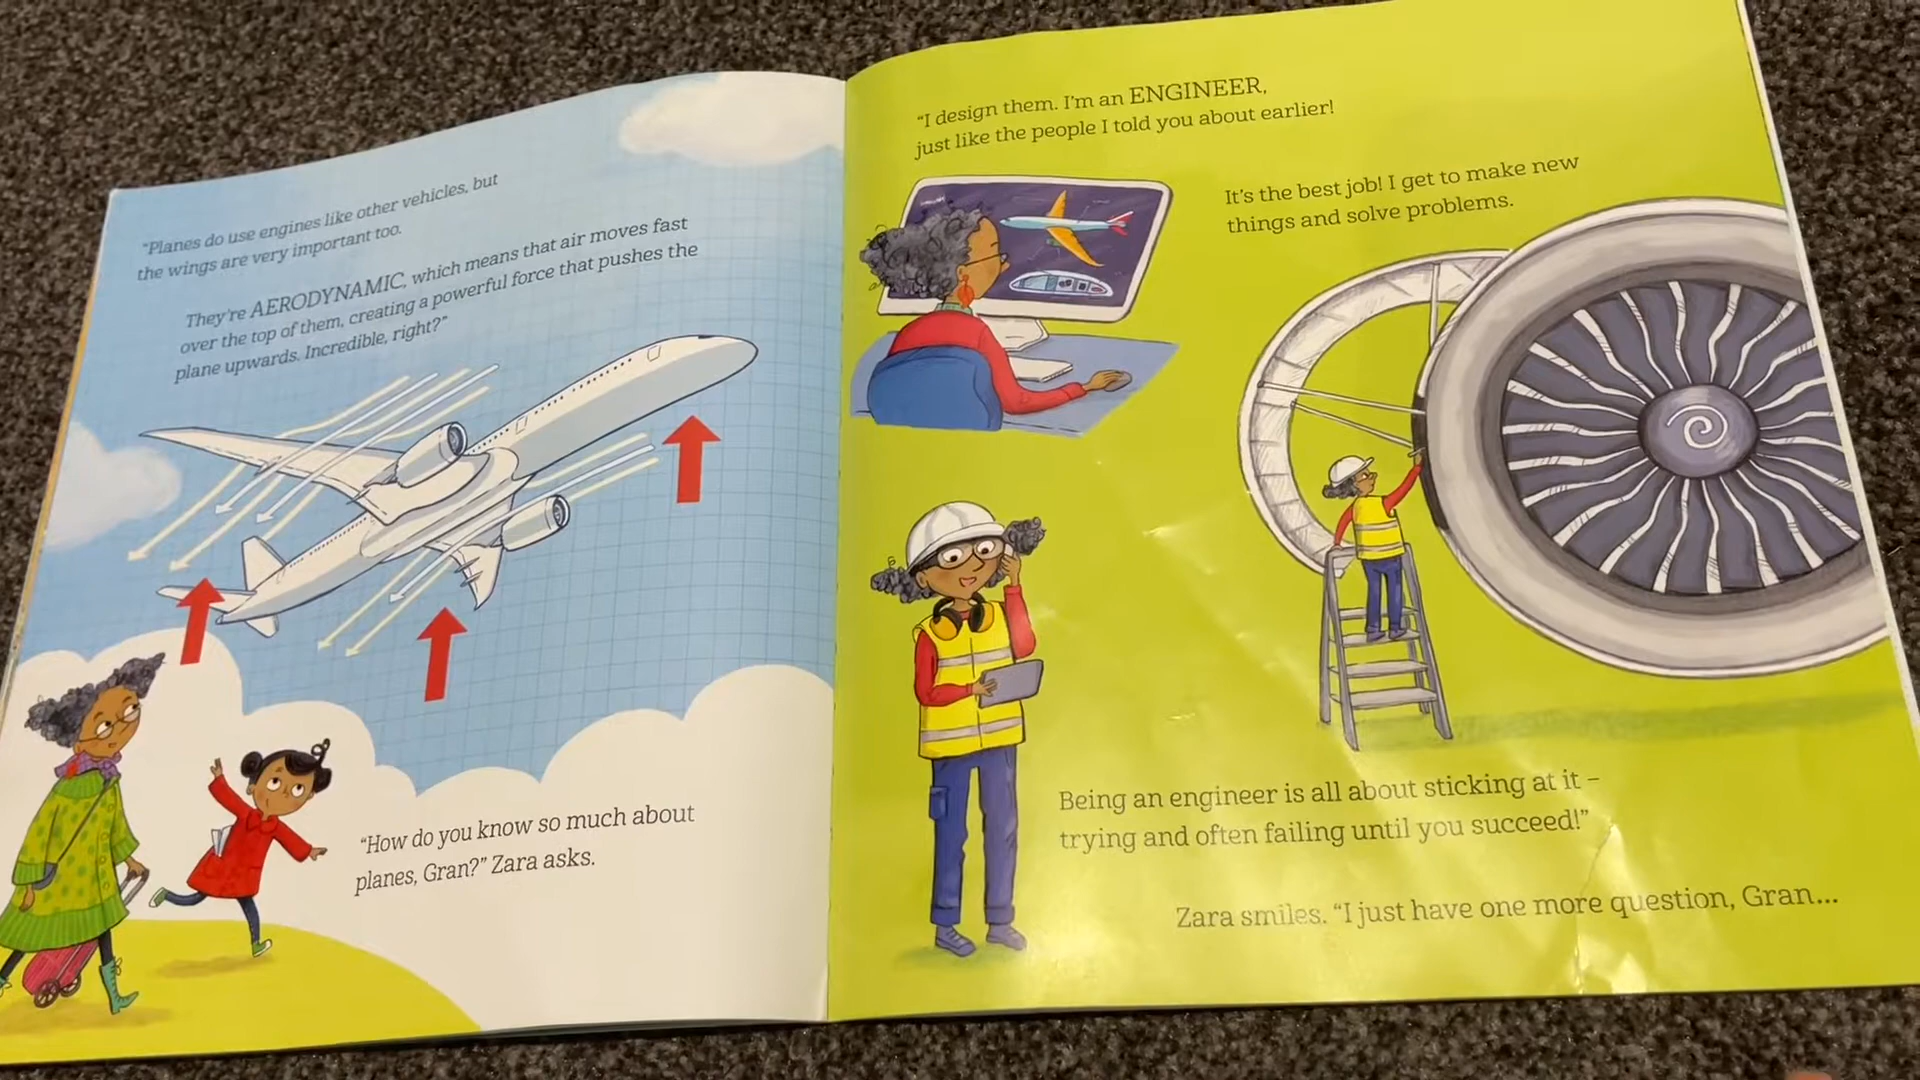 “Planes do use engines like other vehicles, but
the wings are very important too.
They’re AERODYNAMIC, which means that air moves fast
over the top of them, creating a powerful force that pushes the
plane upwards. Incredible, right?”
“How do you know so much about
planes, Gran?” Zara asks.
“I design them. I’m an ENGINEER,
just like the people I told you about earlier!
It’s the best job! I get to make new
things and solve problems.
Being an engineer is all about sticking at it –
trying and often failing until you succeed!”
Zara smiles. “I just have one more question, Gran...